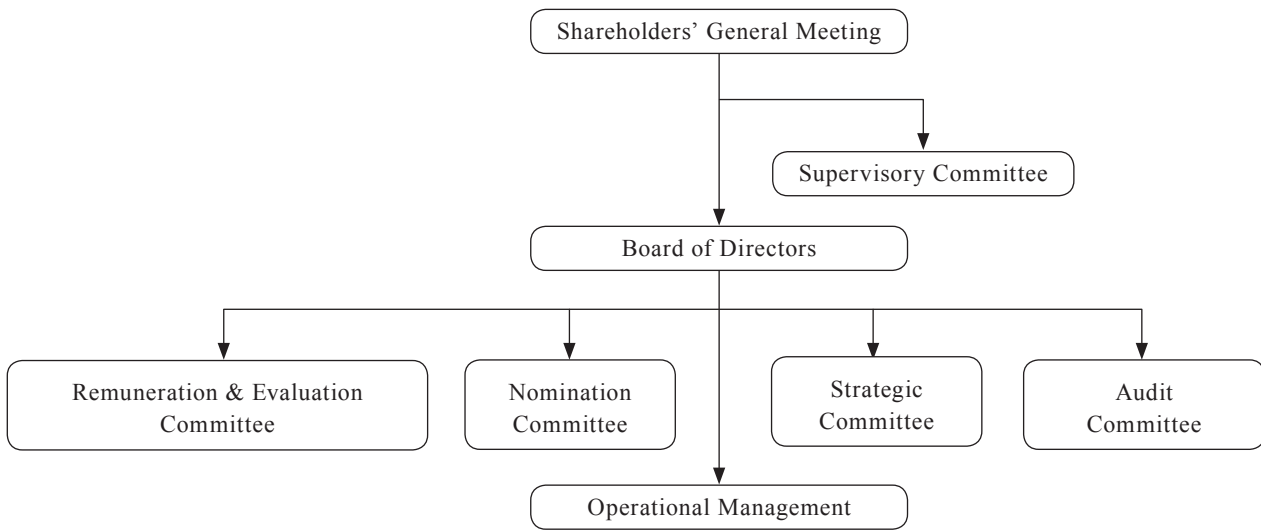 Shareholders’ General Meeting
Supervisory Committee
Board of Directors
Remuneration & Evaluation
Committee
Nomination
Committee
Strategic
Committee
Audit
Committee
Operational Management